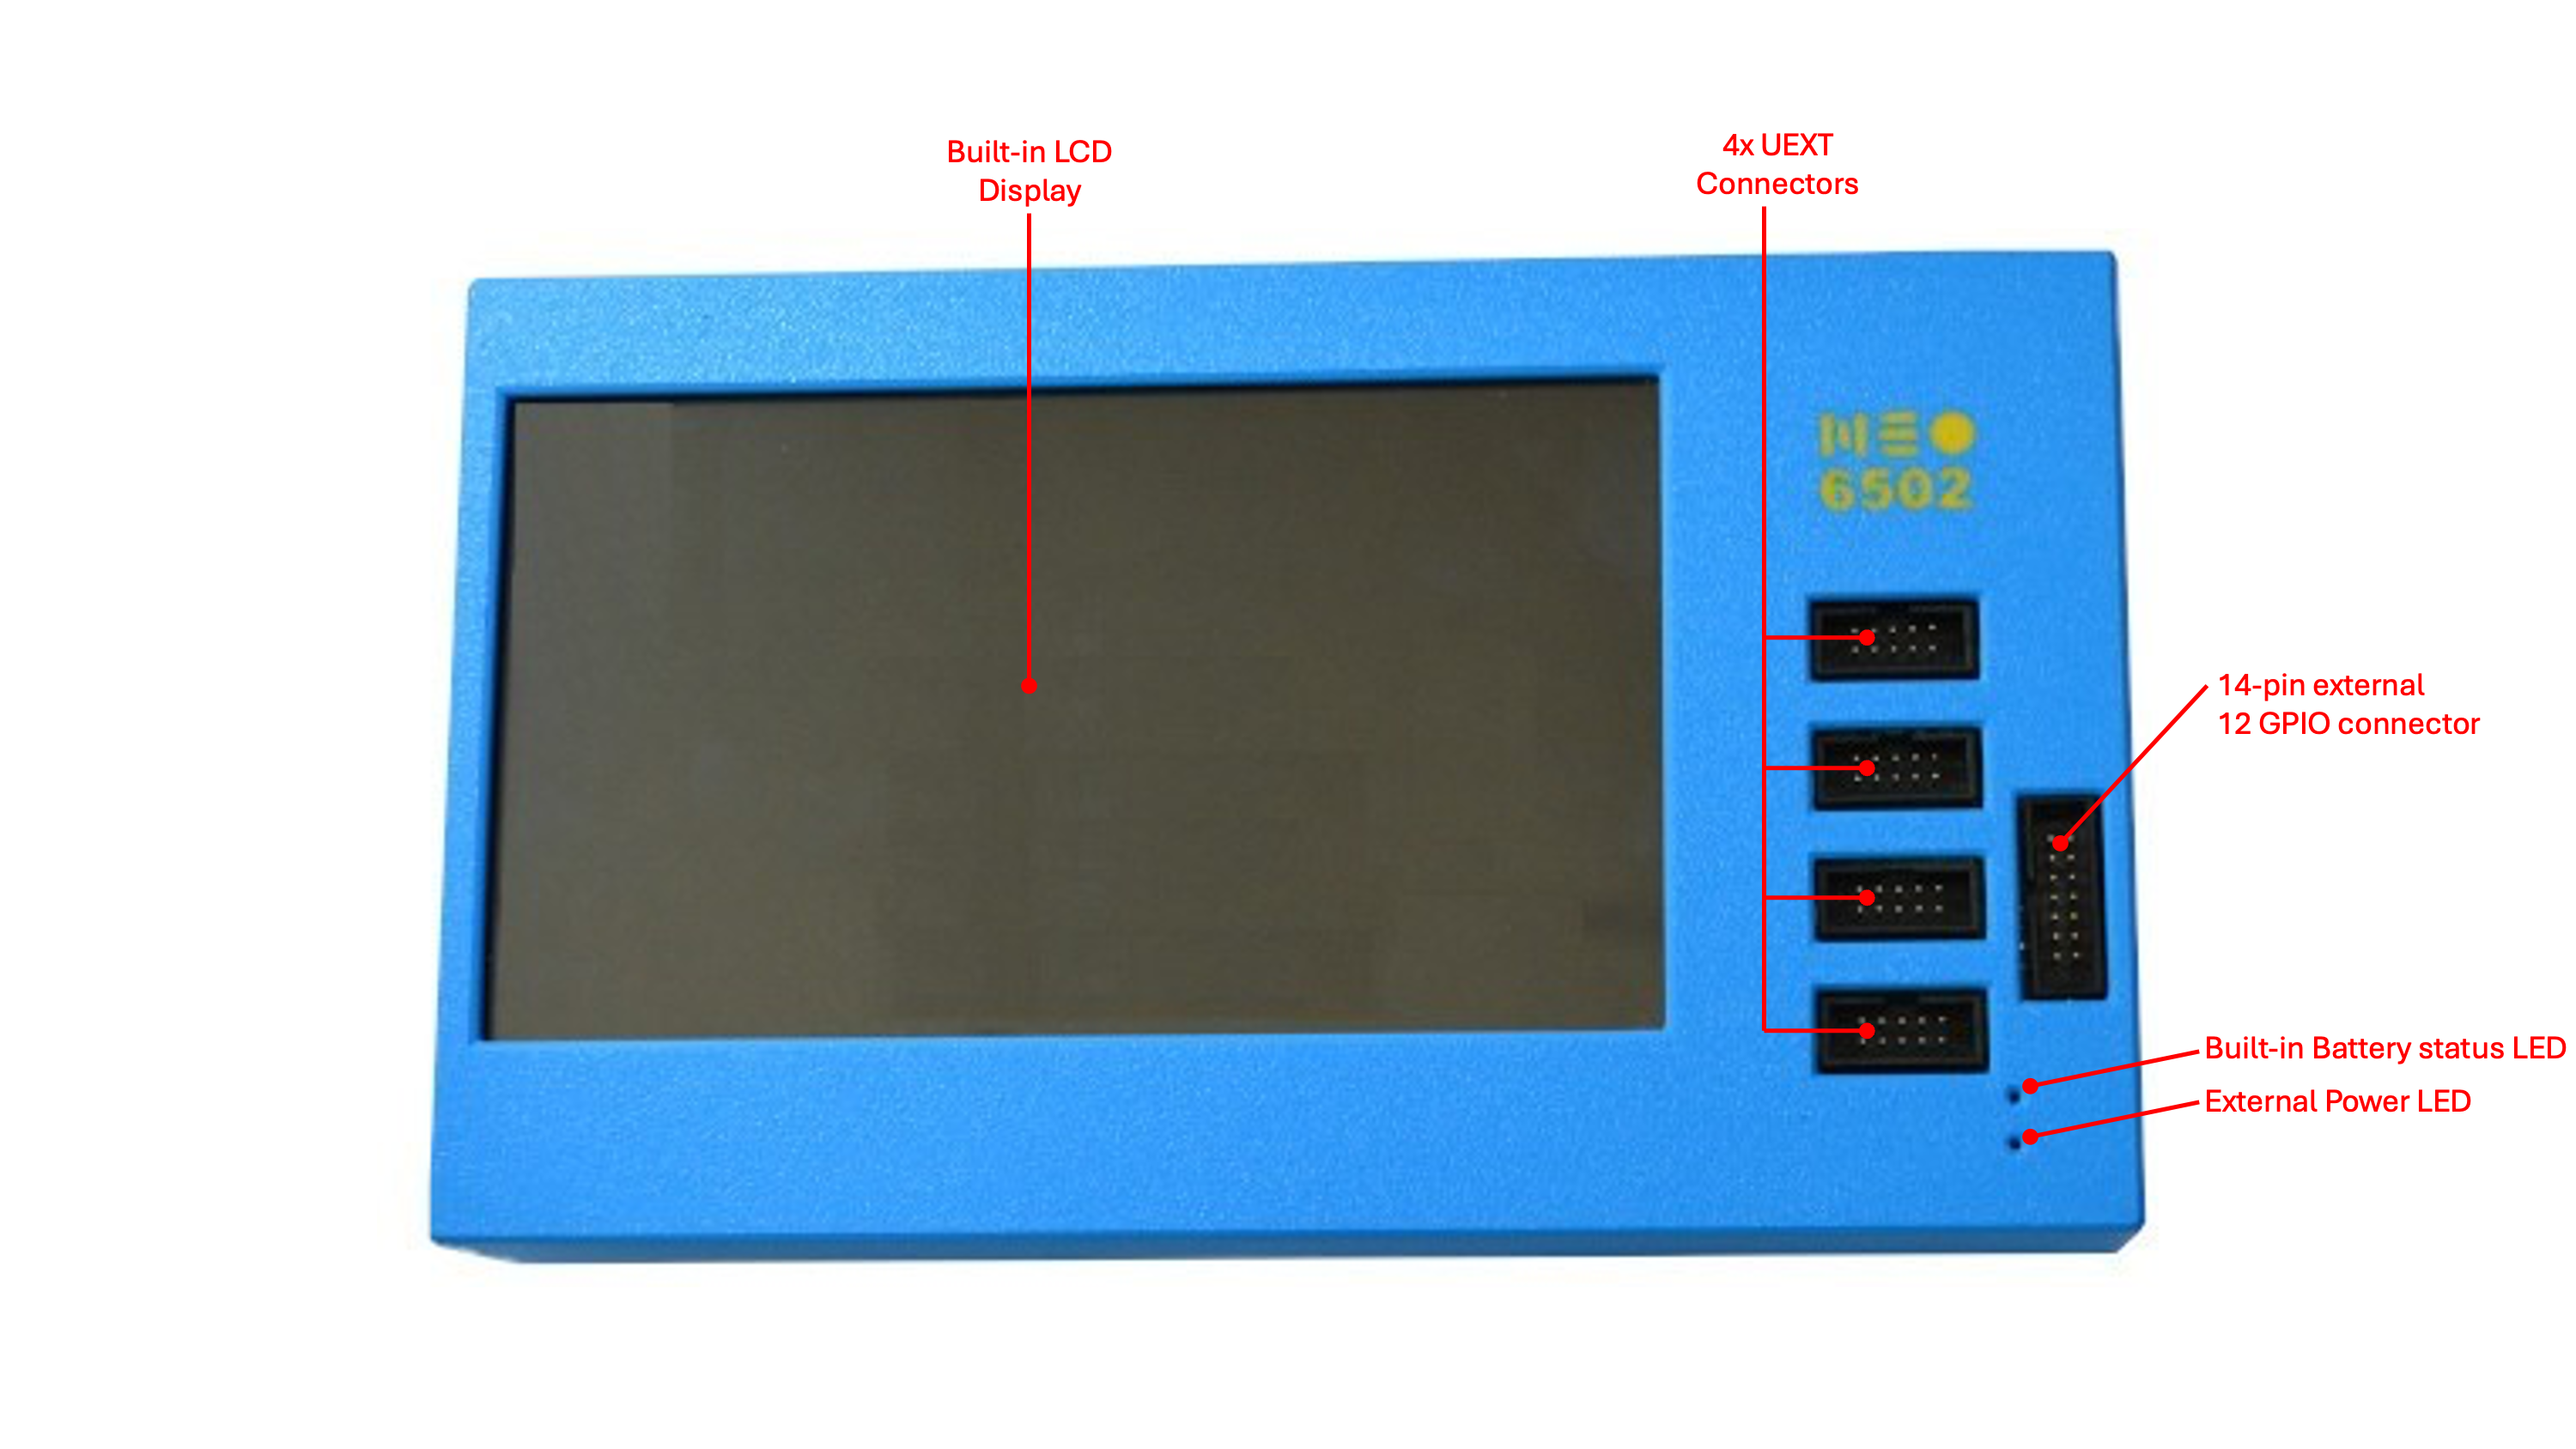 Built-in LCD
Display
4x UEXT
Connectors
NEO
6502
14-pin external
12 GPIO connector
Built-in Battery status LED
External Power LED